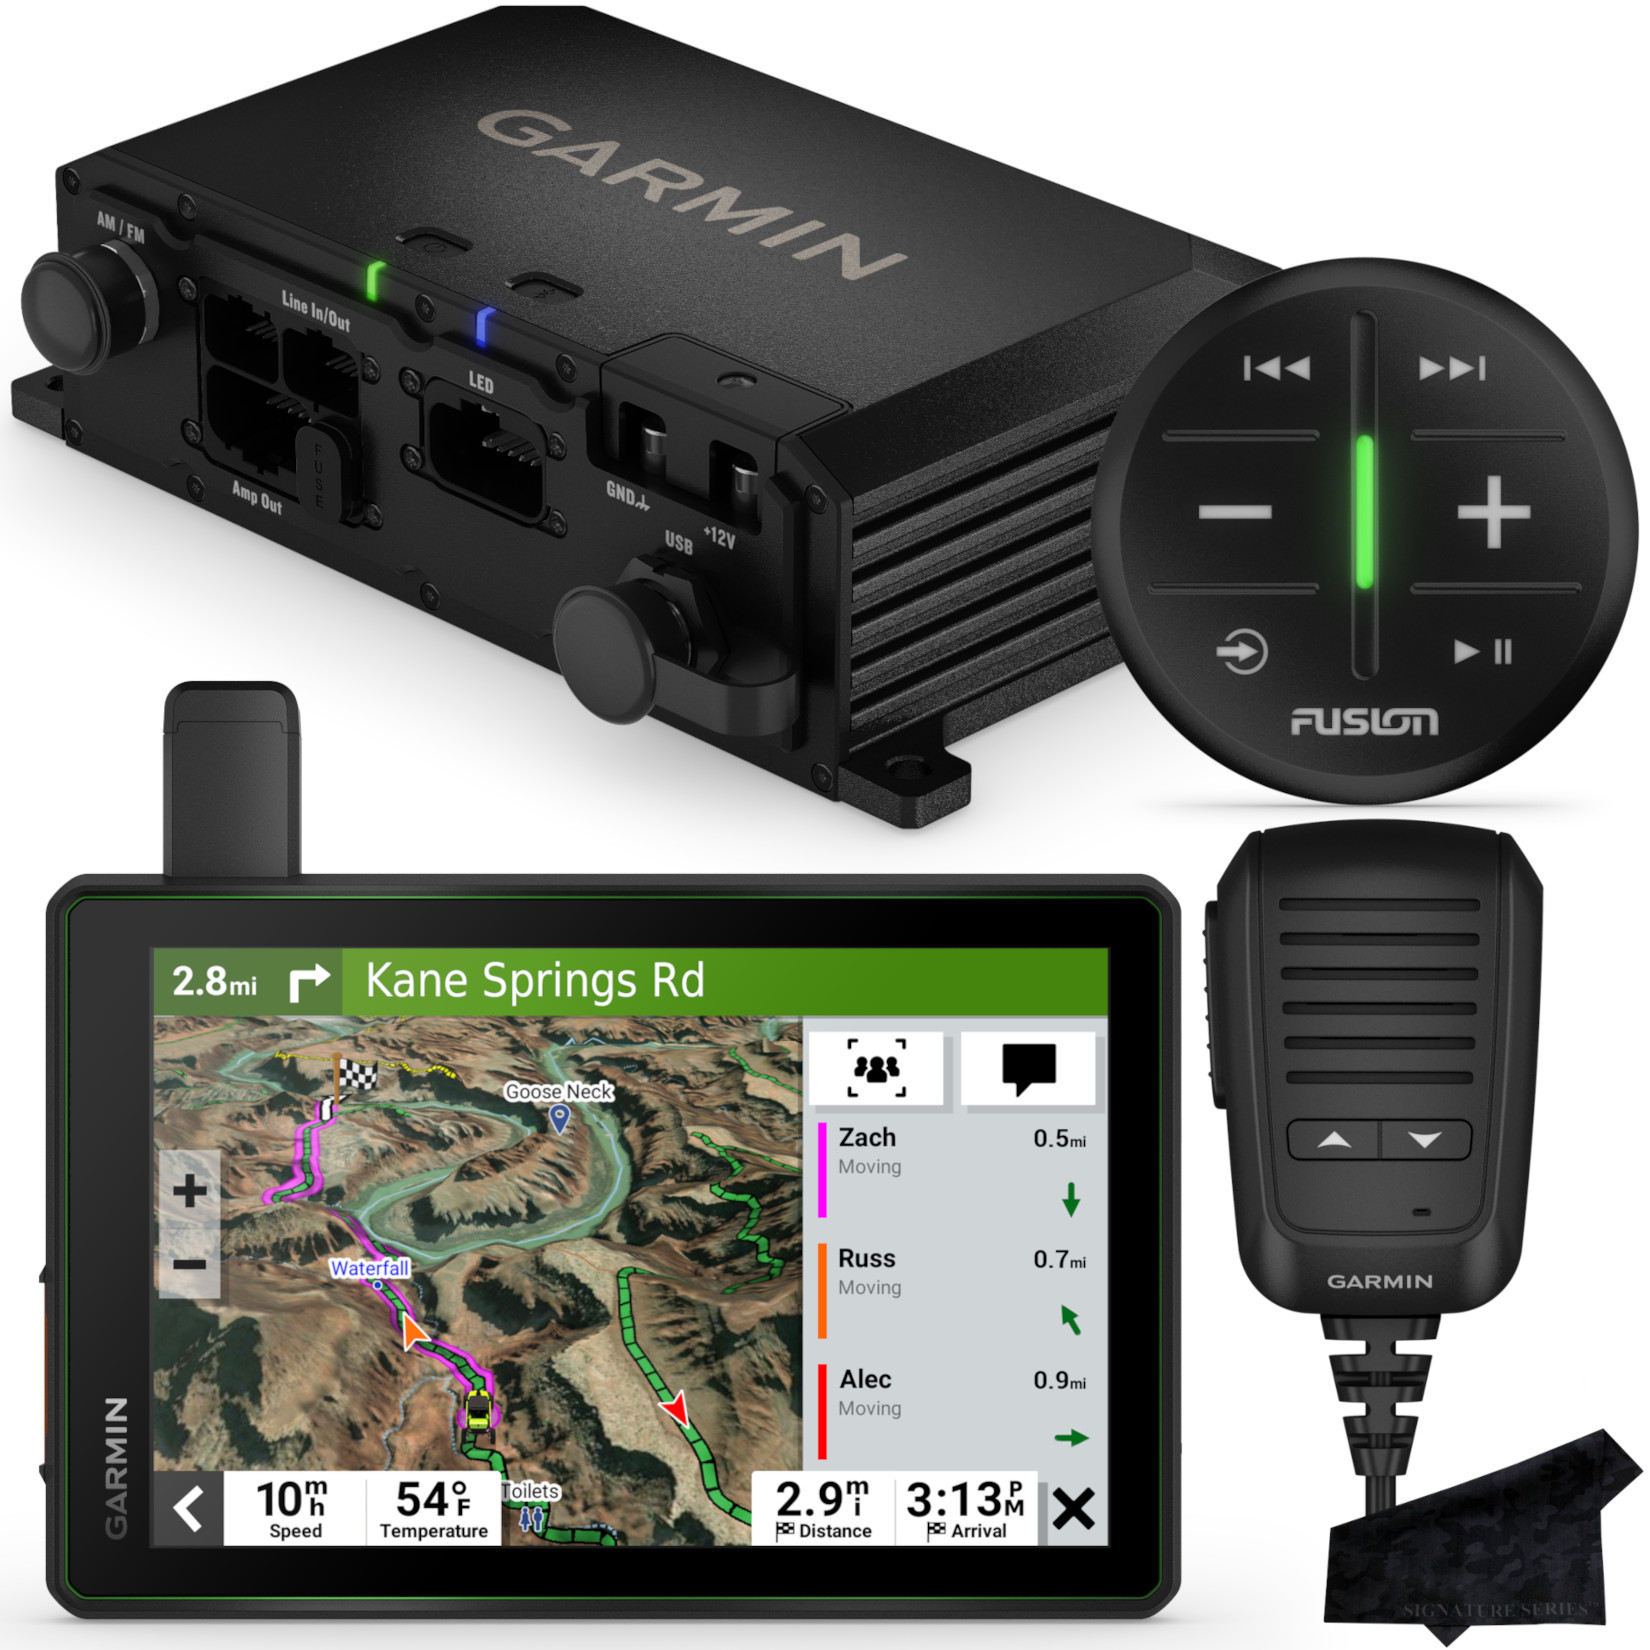 GARMIN
AM / FM
Line In/Out
LED
Amp Out
FUSE
GND
+12V
USB
FUSION
2.8mi
Kane Springs Rd
Goose Neck
Waterfall
Toilets
Zach
0.5mi
Moving
Russ
0.7mi
Moving
Alec
0.9mi
Moving
10mh
Speed
54°F
Temperature
2.9mi
Distance
3:13PM
Arrival
GARMIN
GARMIN
SIGNATURE SERIES™